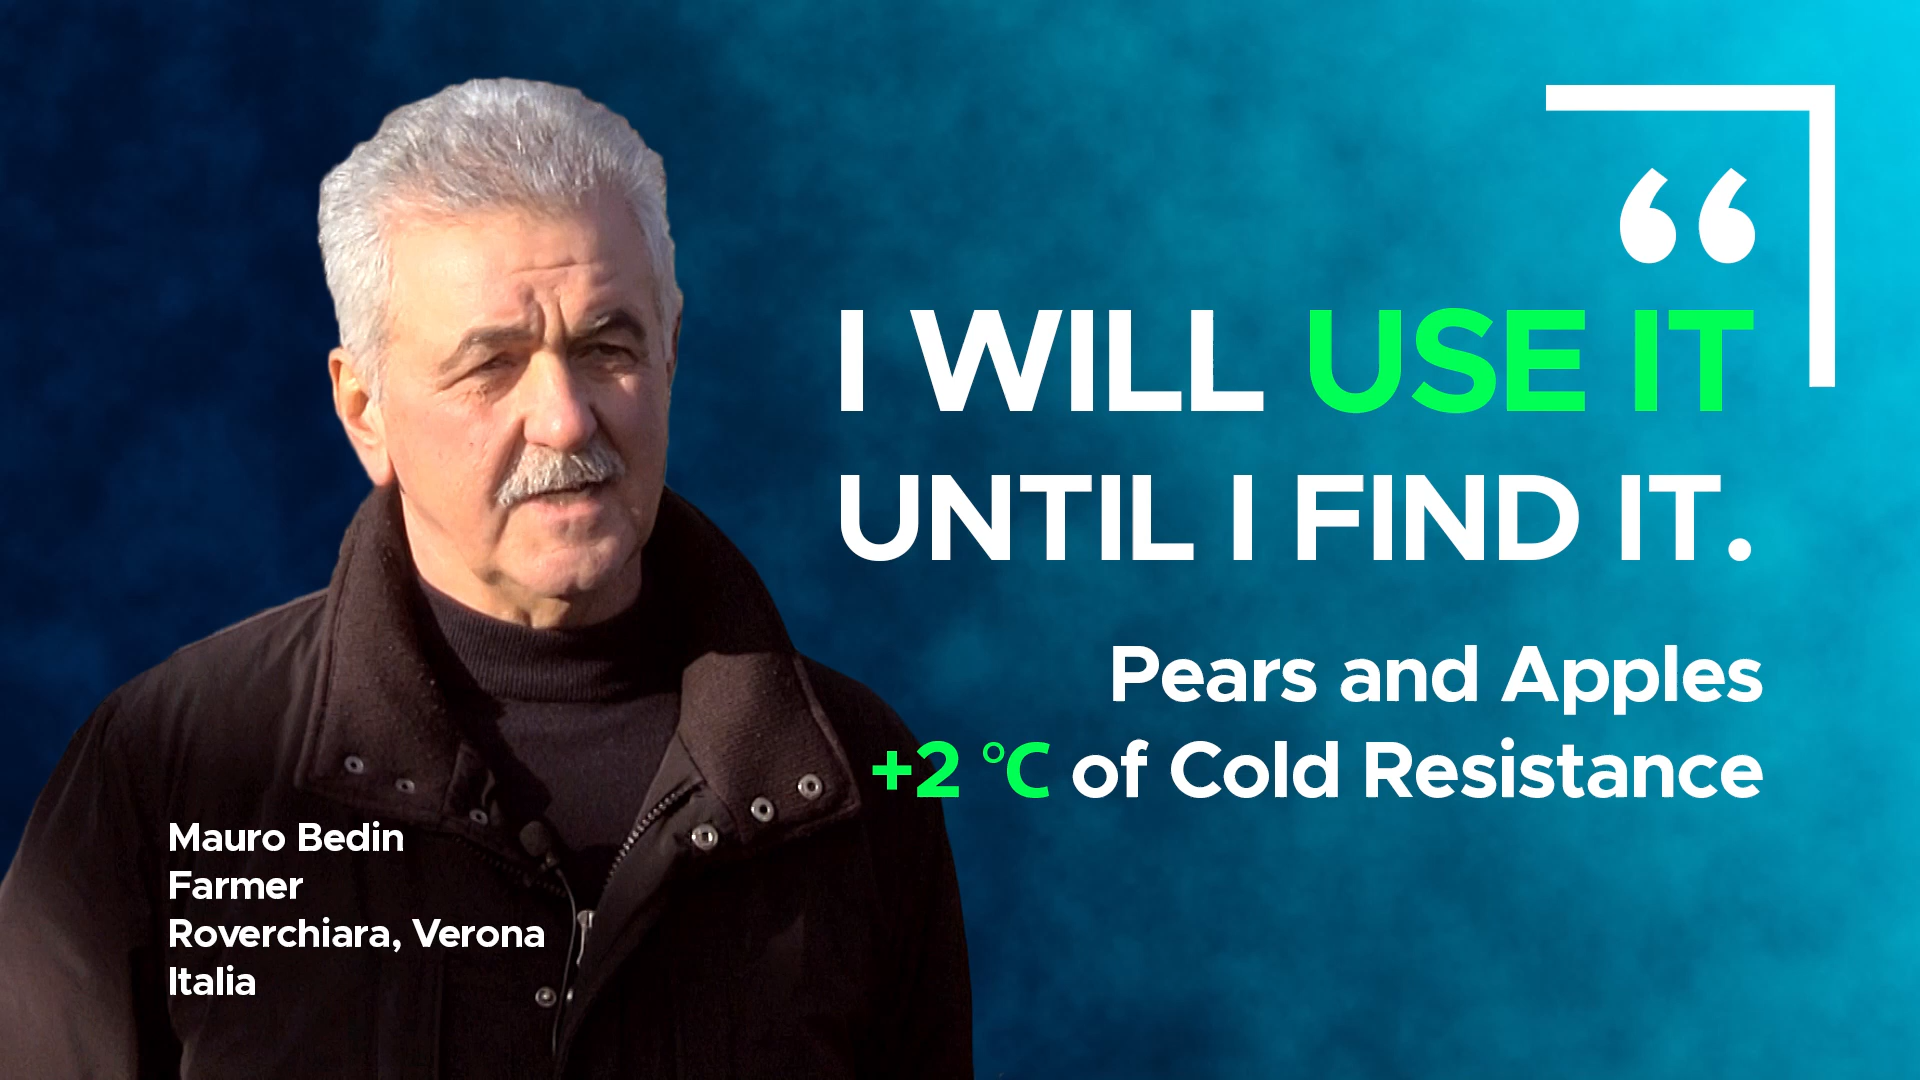 “
I WILL USE IT
UNTIL I FIND IT.
Pears and Apples
+2 °C of Cold Resistance
Mauro Bedin
Farmer
Roverchiara, Verona
Italia